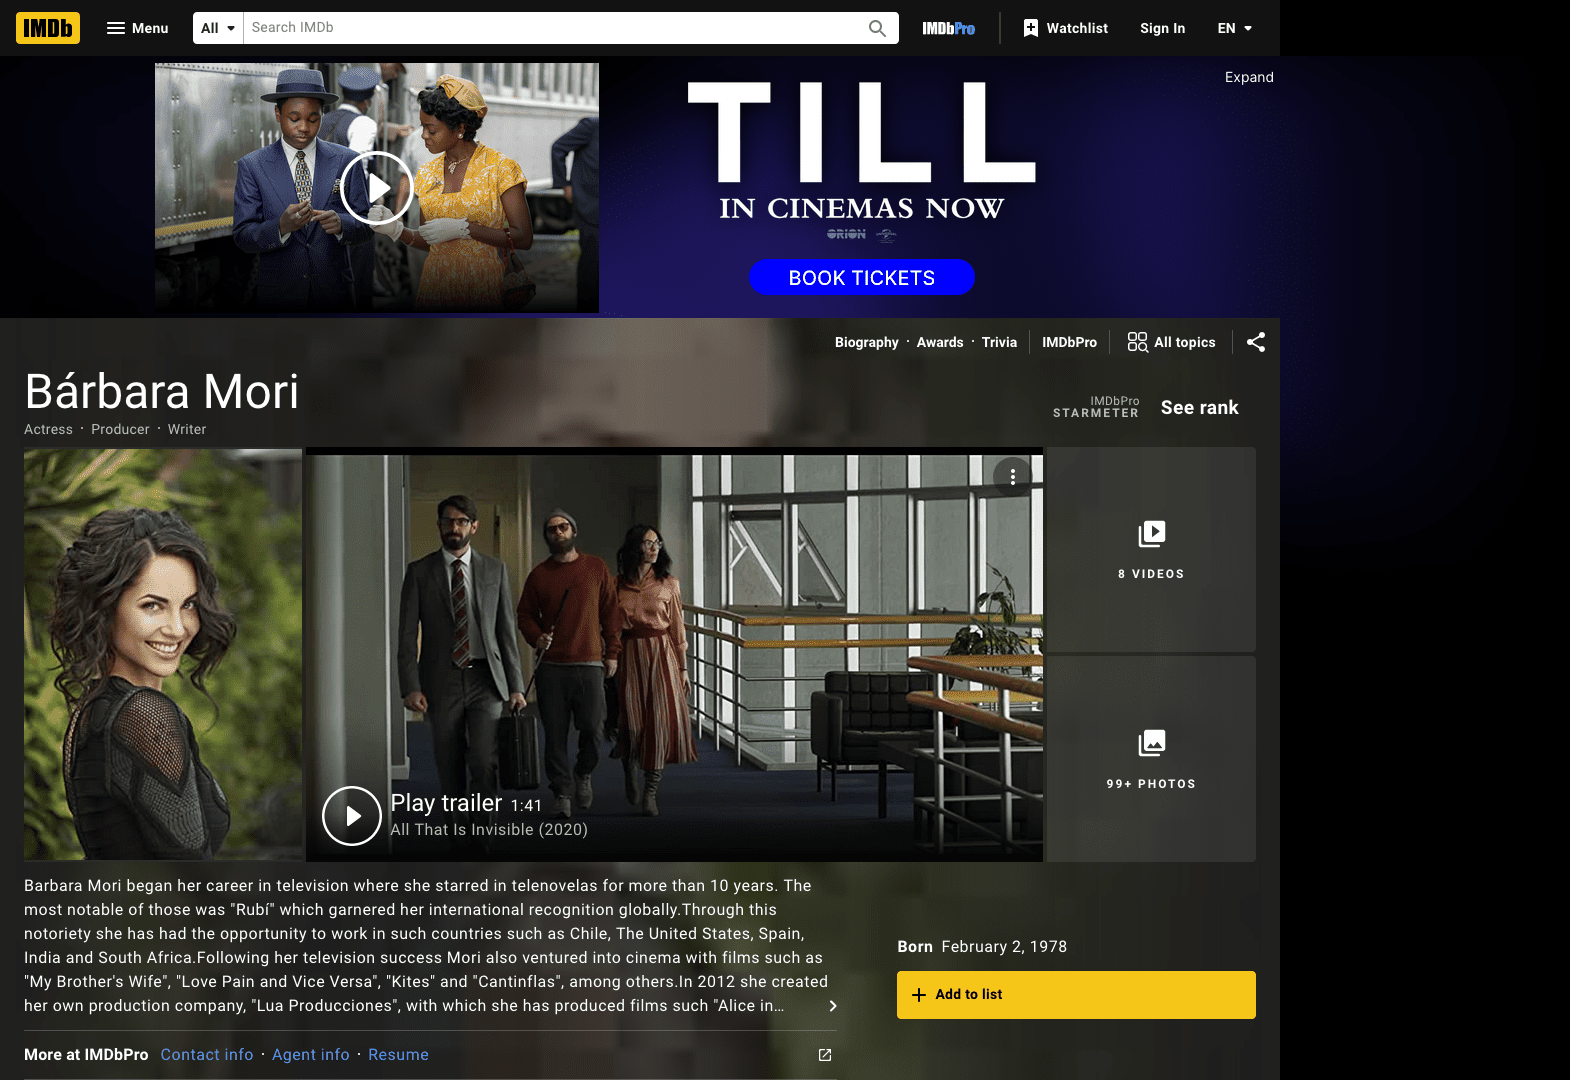 IMDb Menu All Search IMDb IMDbPro Watchlist Sign In EN
Expand
TILL
IN CINEMAS NOW
ORION
BOOK TICKETS
Biography · Awards · Trivia IMDbPro All topics
Bárbara Mori
Actress · Producer · Writer
IMDbPro
STARMETER
See rank
8 VIDEOS
99+ PHOTOS
Play trailer 1:41
All That Is Invisible (2020)
Barbara Mori began her career in television where she starred in telenovelas for more than 10 years. The
most notable of those was "Rubí" which garnered her international recognition globally.Through this
notoriety she has had the opportunity to work in such countries such as Chile, The United States, Spain,
India and South Africa.Following her television success Mori also ventured into cinema with films such as
"My Brother's Wife", "Love Pain and Vice Versa", "Kites" and "Cantinflas", among others.In 2012 she created
her own production company, "Lua Producciones", with which she has produced films such "Alice in…
Born February 2, 1978
Add to list
More at IMDbPro Contact info · Agent info · Resume